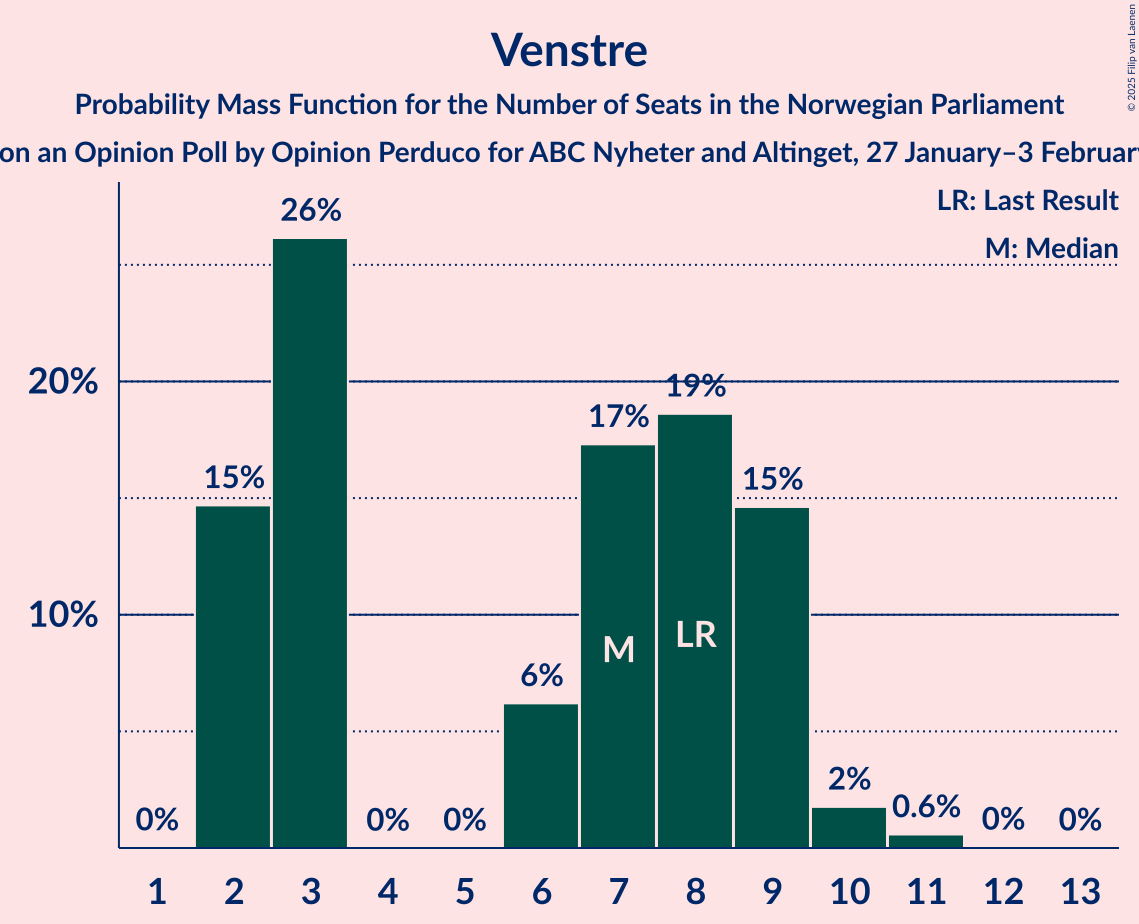 Venstre
Probability Mass Function for the Number of Seats in the Norwegian Parliament
on an Opinion Poll by Opinion Perduco for ABC Nyheter and Altinget, 27 January–3 February
© 2025 Filip van Laenen
LR: Last Result
M: Median
26%
20%
19%
17%
15%
15%
10%
M
LR
6%
2%
0.6%
0%
0%
0%
0%
0%
1 2 3 4 5 6 7 8 9 10 11 12 13